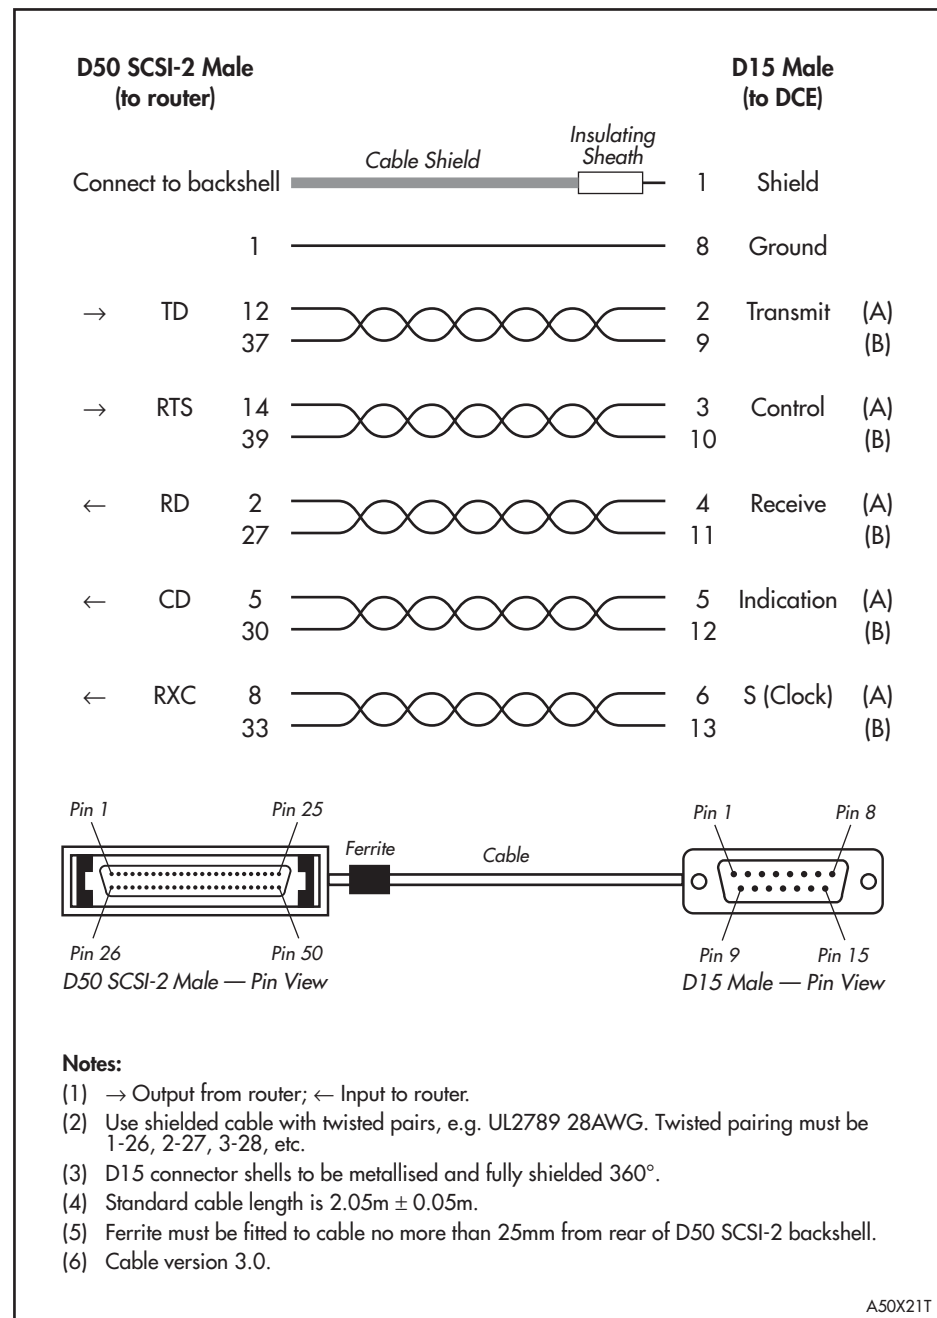 D50 SCSI-2 Male
(to router)
D15 Male
(to DCE)
Cable Shield
Insulating
Sheath
Connect to backshell 1 Shield
1 8 Ground
→ TD 12 2 Transmit (A)
37 9 (B)
→ RTS 14 3 Control (A)
39 10 (B)
← RD 2 4 Receive (A)
27 11 (B)
← CD 5 5 Indication (A)
30 12 (B)
← RXC 8 6 S (Clock) (A)
33 13 (B)
Pin 1 Pin 25 Pin 1 Pin 8
Ferrite Cable
Pin 26 Pin 50 Pin 9 Pin 15
D50 SCSI-2 Male — Pin View D15 Male — Pin View
Notes:
(1) → Output from router; ← Input to router.
(2) Use shielded cable with twisted pairs, e.g. UL2789 28AWG. Twisted pairing must be
1-26, 2-27, 3-28, etc.
(3) D15 connector shells to be metallised and fully shielded 360°.
(4) Standard cable length is 2.05m ± 0.05m.
(5) Ferrite must be fitted to cable no more than 25mm from rear of D50 SCSI-2 backshell.
(6) Cable version 3.0.
A50X21T